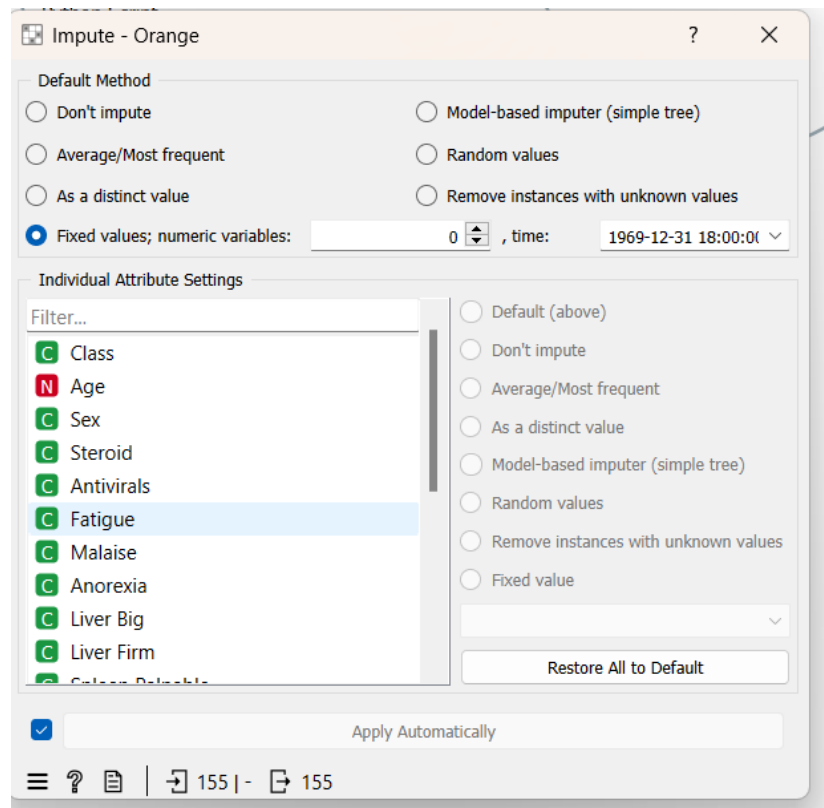 Impute - Orange ? ×
Default Method
Don't impute
Model-based imputer (simple tree)
Average/Most frequent
Random values
As a distinct value
Remove instances with unknown values
Fixed values; numeric variables: 0 , time: 1969-12-31 18:00:0(
Individual Attribute Settings
Filter...
C Class
N Age
C Sex
C Steroid
C Antivirals
C Fatigue
C Malaise
C Anorexia
C Liver Big
C Liver Firm
Default (above)
Don't impute
Average/Most frequent
As a distinct value
Model-based imputer (simple tree)
Random values
Remove instances with unknown values
Fixed value
Restore All to Default
Apply Automatically
? 155 | - 155